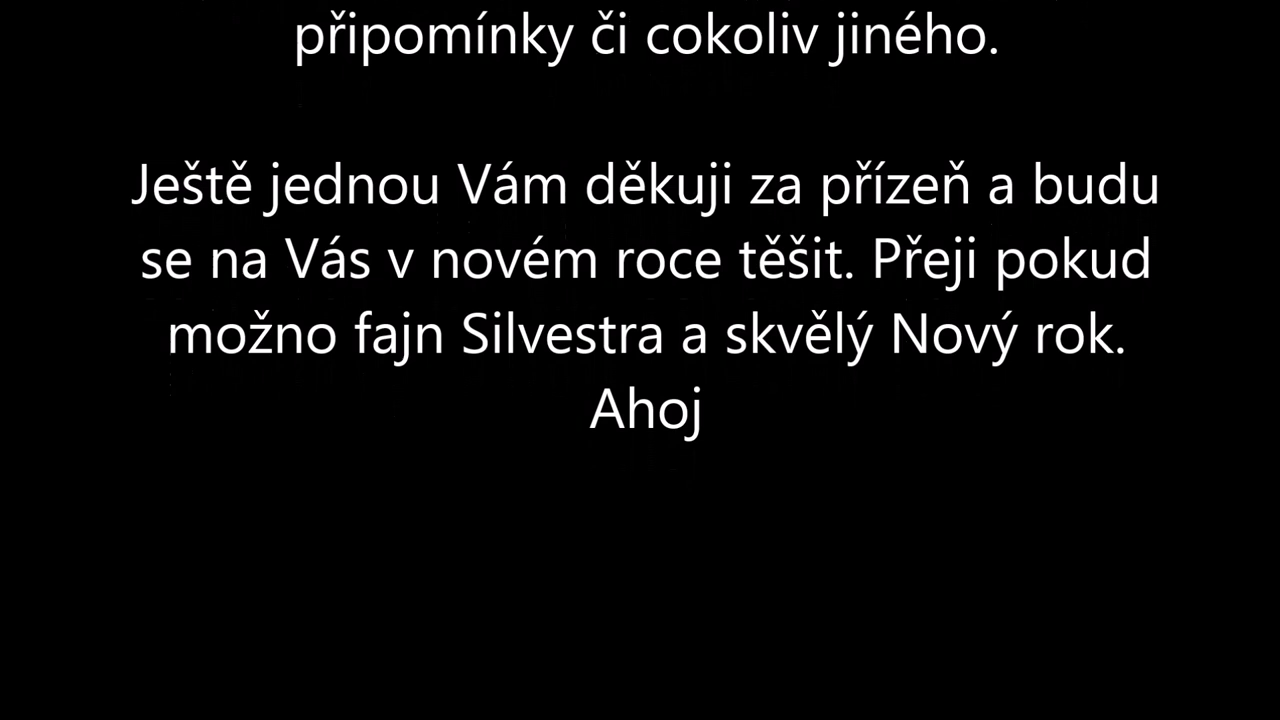 připomínky či cokoliv jiného.
Ještě jednou Vám děkuji za přízeň a budu
se na Vás v novém roce těšit. Přeji pokud
možno fajn Silvestra a skvělý Nový rok.
Ahoj